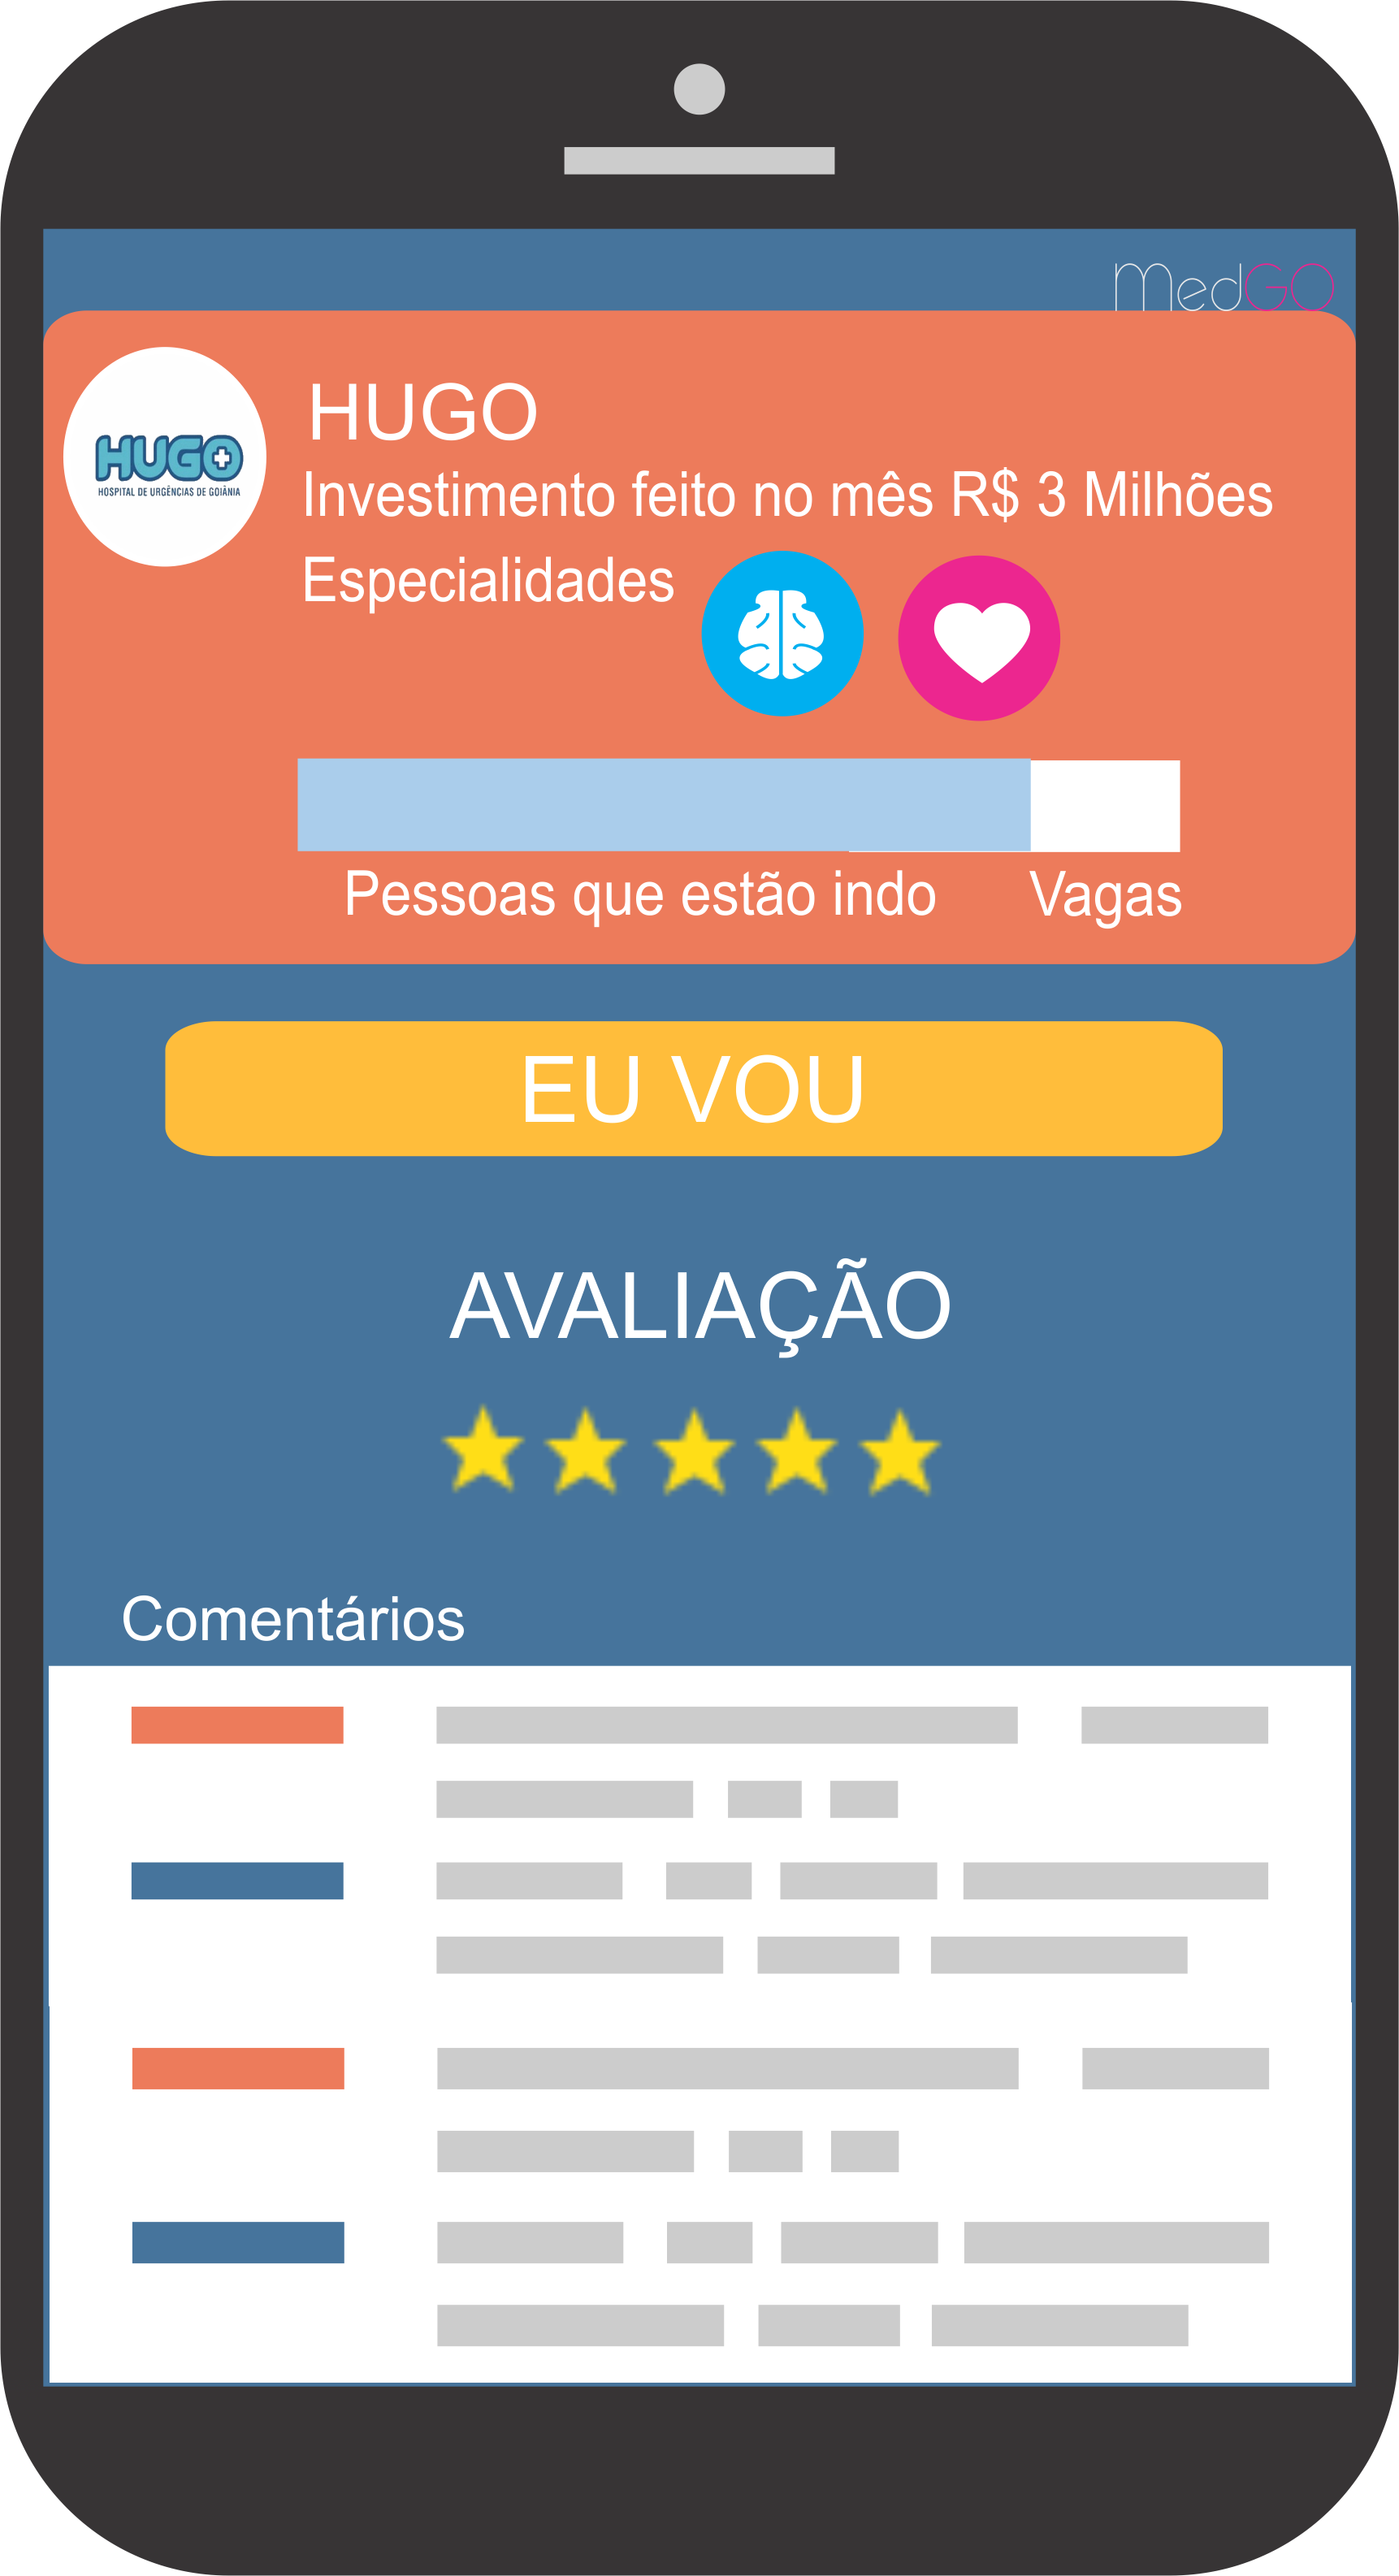 MedGO
HUGO
HOSPITAL DE URGÊNCIAS DE GOIÂNIA
HUGO
Investimento feito no mês R$ 3 Milhões
Especialidades
Pessoas que estão indo Vagas
EU VOU
AVALIAÇÃO
Comentários